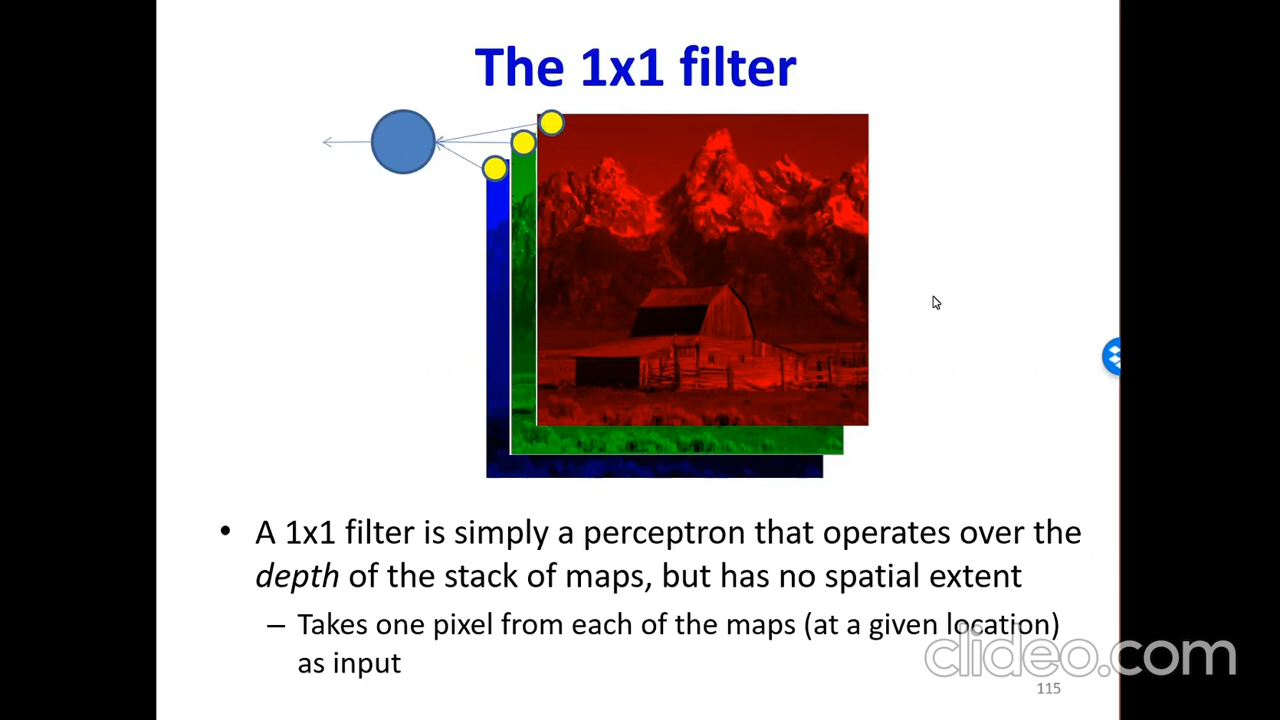 The 1x1 filter
• A 1x1 filter is simply a perceptron that operates over the
depth of the stack of maps, but has no spatial extent
– Takes one pixel from each of the maps (at a given location)
as input
clideo.com
115